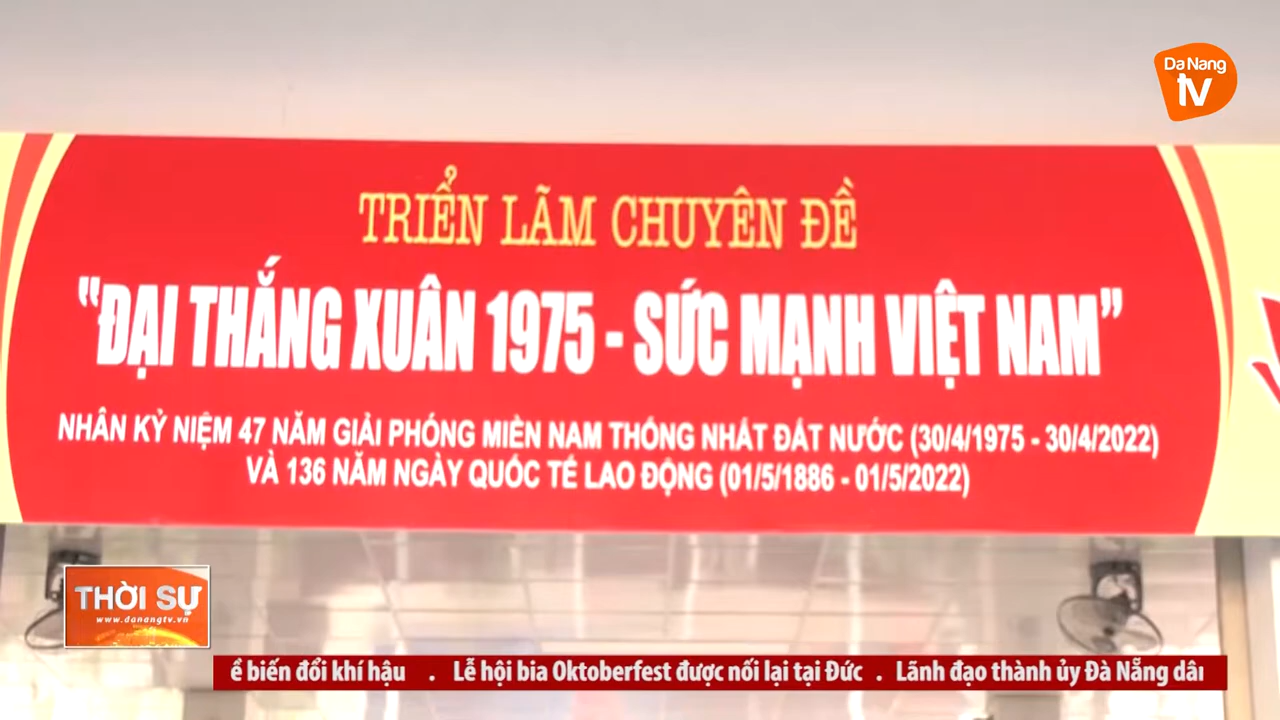 Da Nang
tv
TRIỂN LÃM CHUYÊN ĐỀ
“ĐẠI THẮNG XUÂN 1975 - SỨC MẠNH VIỆT NAM”
NHÂN KỶ NIỆM 47 NĂM GIẢI PHÓNG MIỀN NAM THỐNG NHẤT ĐẤT NƯỚC (30/4/1975 - 30/4/2022)
VÀ 136 NĂM NGÀY QUỐC TẾ LAO ĐỘNG (01/5/1886 - 01/5/2022)
THỜI SỰ
www.danangtv.vn
ề biến đổi khí hậu . Lễ hội bia Oktoberfest được nối lại tại Đức . Lãnh đạo thành ủy Đà Nẵng dâ